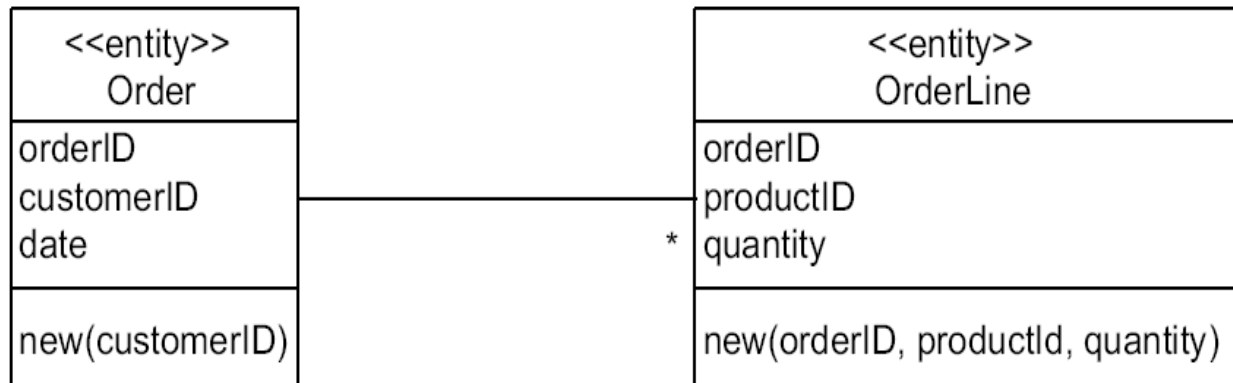 <<entity>>
Order
orderID
customerID
date
new(customerID)
*
<<entity>>
OrderLine
orderID
productID
quantity
new(orderID, productId, quantity)